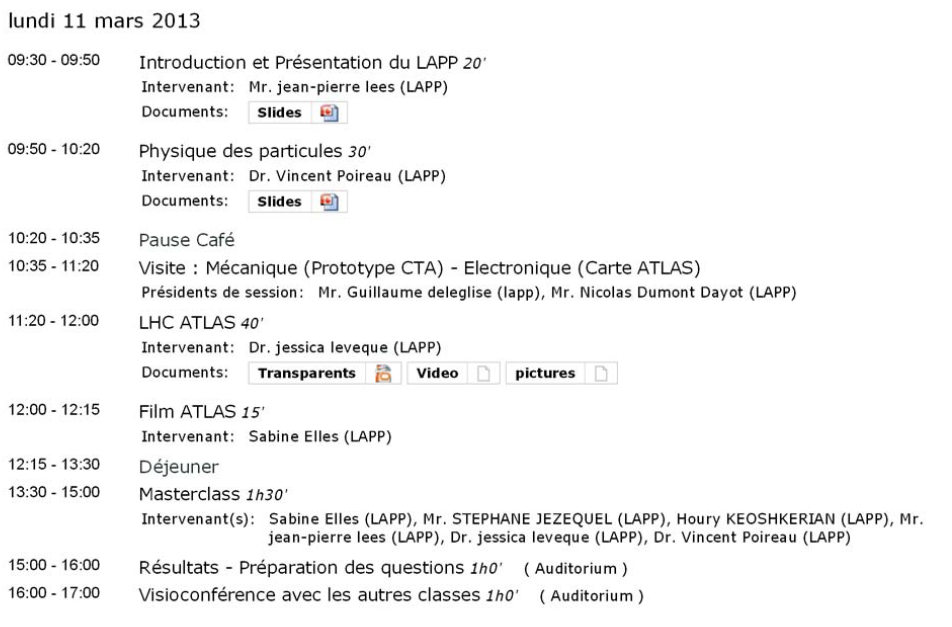 lundi 11 mars 2013
09:30 - 09:50 Introduction et Présentation du LAPP 20'
Intervenant: Mr. jean-pierre lees (LAPP)
Documents: Slides
09:50 - 10:20 Physique des particules 30'
Intervenant: Dr. Vincent Poireau (LAPP)
Documents: Slides
10:20 - 10:35 Pause Café
10:35 - 11:20 Visite : Mécanique (Prototype CTA) - Electronique (Carte ATLAS)
Présidents de session: Mr. Guillaume deleglise (lapp), Mr. Nicolas Dumont Dayot (LAPP)
11:20 - 12:00 LHC ATLAS 40'
Intervenant: Dr. jessica leveque (LAPP)
Documents: Transparents Video pictures
12:00 - 12:15 Film ATLAS 15'
Intervenant: Sabine Elles (LAPP)
12:15 - 13:30 Déjeuner
13:30 - 15:00 Masterclass 1h30'
Intervenant(s): Sabine Elles (LAPP), Mr. STEPHANE JEZEQUEL (LAPP), Houry KEOSHKERIAN (LAPP), Mr.
jean-pierre lees (LAPP), Dr. jessica leveque (LAPP), Dr. Vincent Poireau (LAPP)
15:00 - 16:00 Résultats - Préparation des questions 1h0' ( Auditorium )
16:00 - 17:00 Visioconférence avec les autres classes 1h0' ( Auditorium )